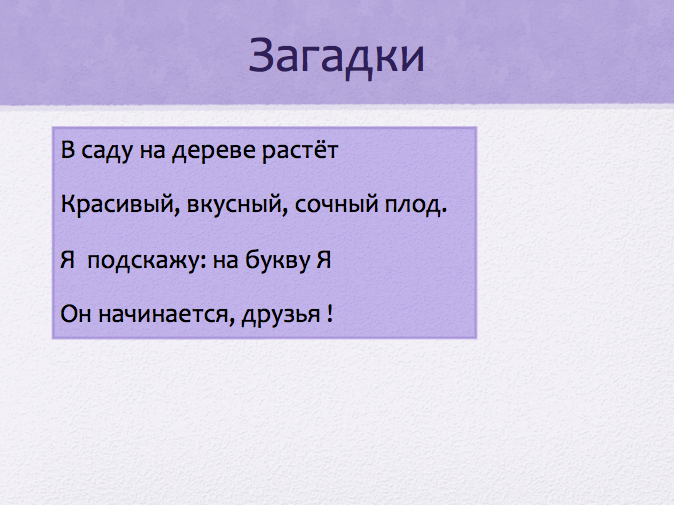 Загадки
В саду на дереве растёт
Красивый, вкусный, сочный плод.
Я  подскажу: на букву Я
Он начинается, друзья !